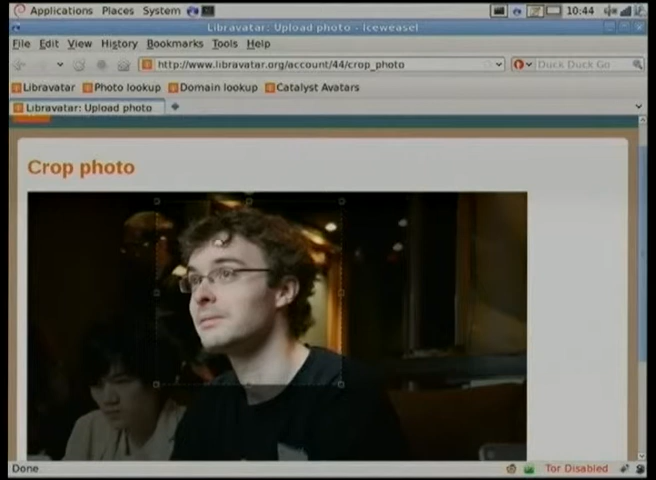 Applications Places System 10:44
Libravatar: Upload photo - Iceweasel
File Edit View History Bookmarks Tools Help
http://www.libravatar.org/account/44/crop_photo Duck Duck Go
Libravatar Photo lookup Domain lookup Catalyst Avatars
Libravatar: Upload photo
Crop photo
Done Tor Disabled